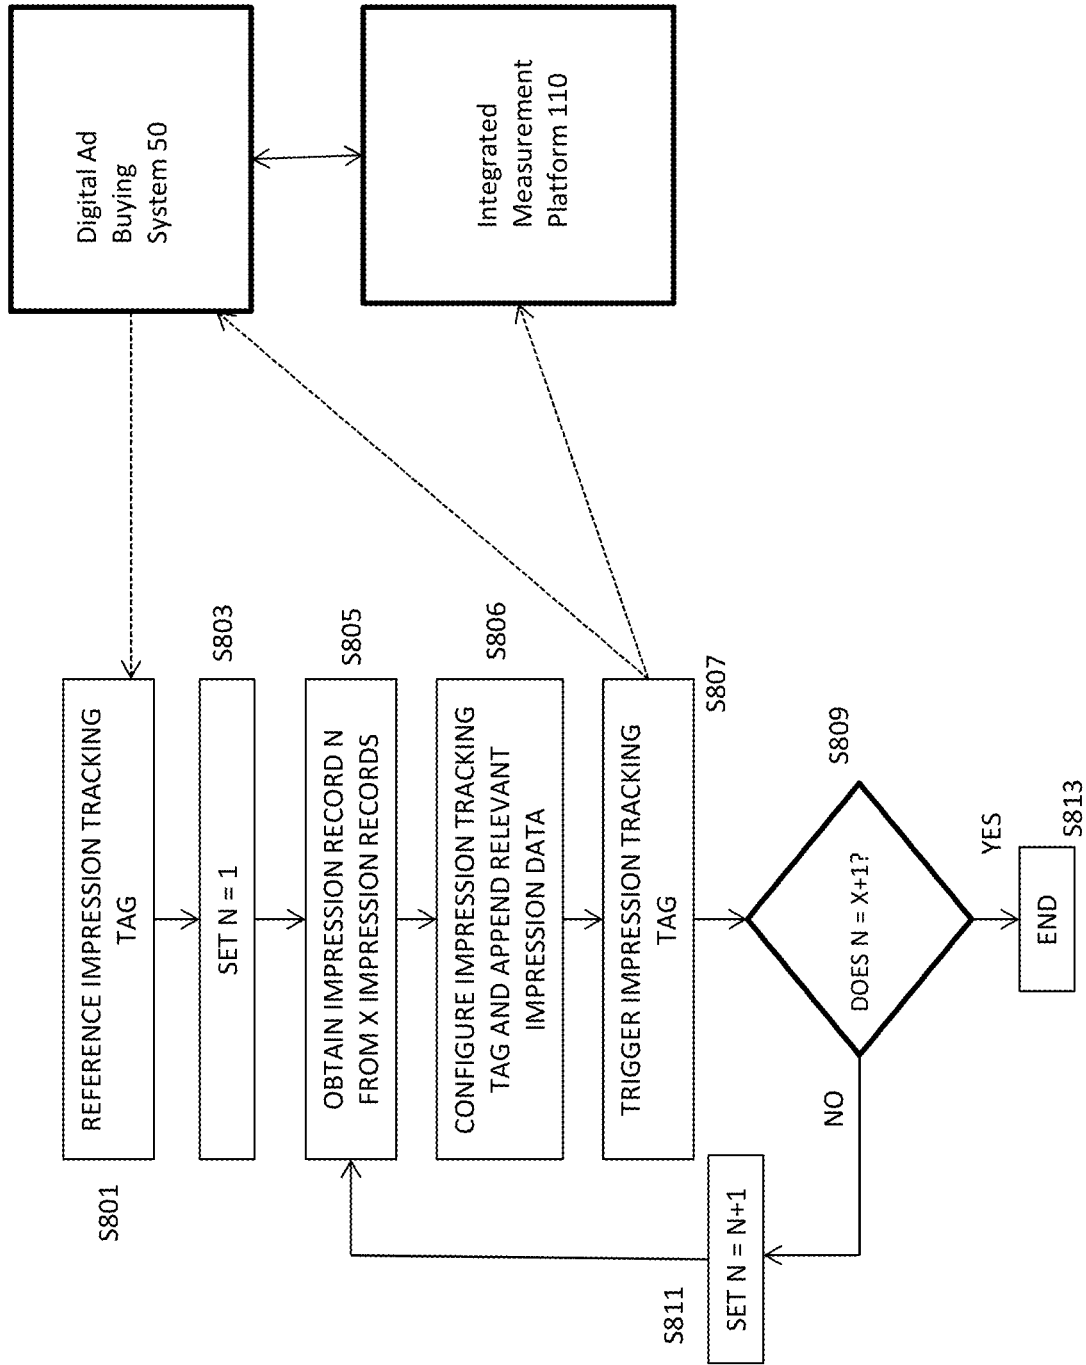 S801
REFERENCE IMPRESSION TRACKING
TAG
SET N = 1
S803
OBTAIN IMPRESSION RECORD N
FROM X IMPRESSION RECORDS
S805
CONFIGURE IMPRESSION TRACKING
TAG AND APPEND RELEVANT
IMPRESSION DATA
S806
TRIGGER IMPRESSION TRACKING
TAG
S807
S811
SET N = N+1
NO
DOES N = X+1?
S809
YES
END
S813
Digital Ad
Buying
System 50
Integrated
Measurement
Platform 110